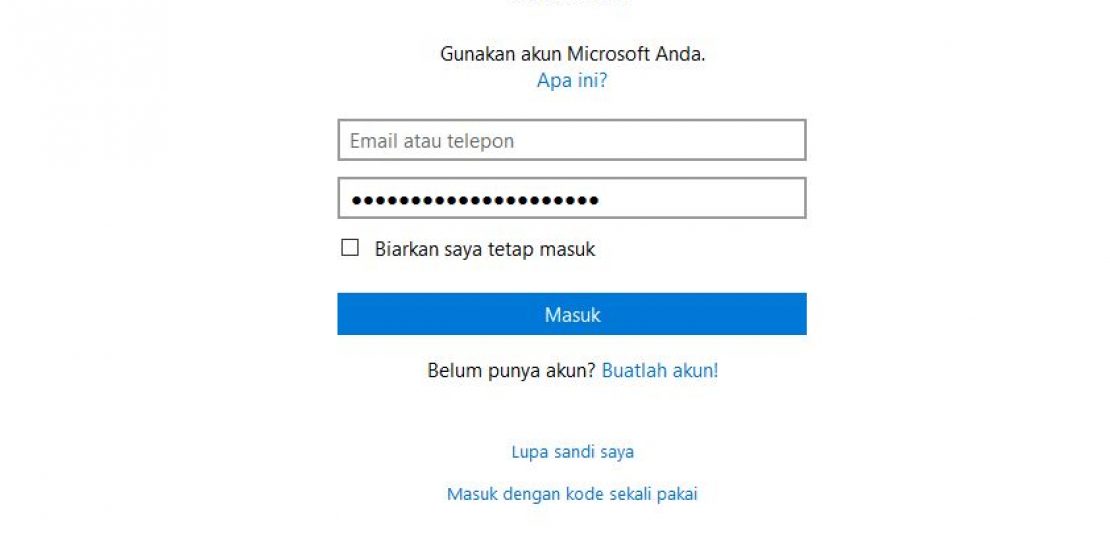 Gunakan akun Microsoft Anda.
Apa ini?
Email atau telepon
•••••••••••••••••••••
Biarkan saya tetap masuk
Masuk
Belum punya akun? Buatlah akun!
Lupa sandi saya
Masuk dengan kode sekali pakai